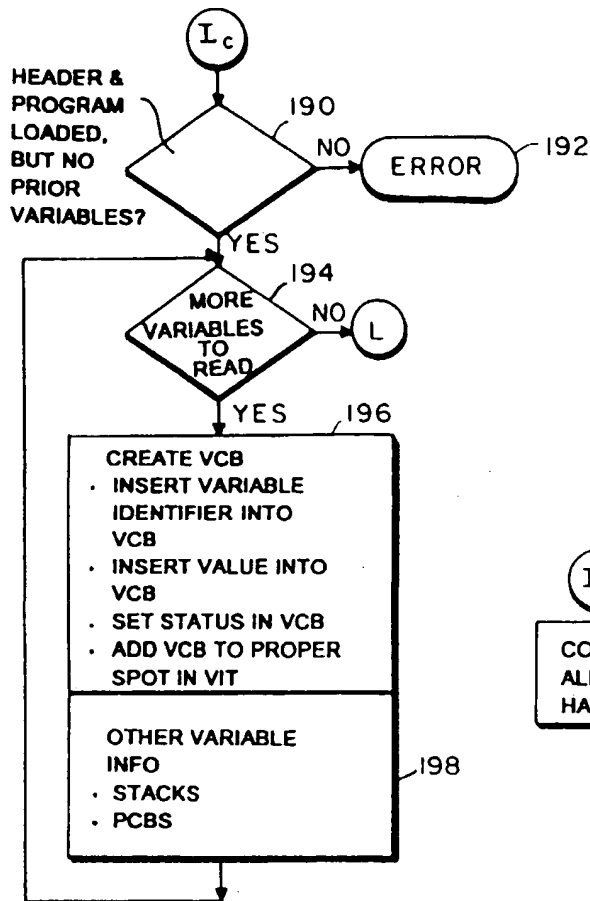 Ic
HEADER &
PROGRAM
LOADED,
BUT NO
PRIOR
VARIABLES?
190
NO
ERROR
192
YES
194
MORE
VARIABLES
TO
READ
NO
L
YES
196
CREATE VCB
· INSERT VARIABLE
IDENTIFIER INTO
VCB
· INSERT VALUE INTO
VCB
· SET STATUS IN VCB
· ADD VCB TO PROPER
SPOT IN VIT
OTHER VARIABLE
INFO
· STACKS
· PCBS
198